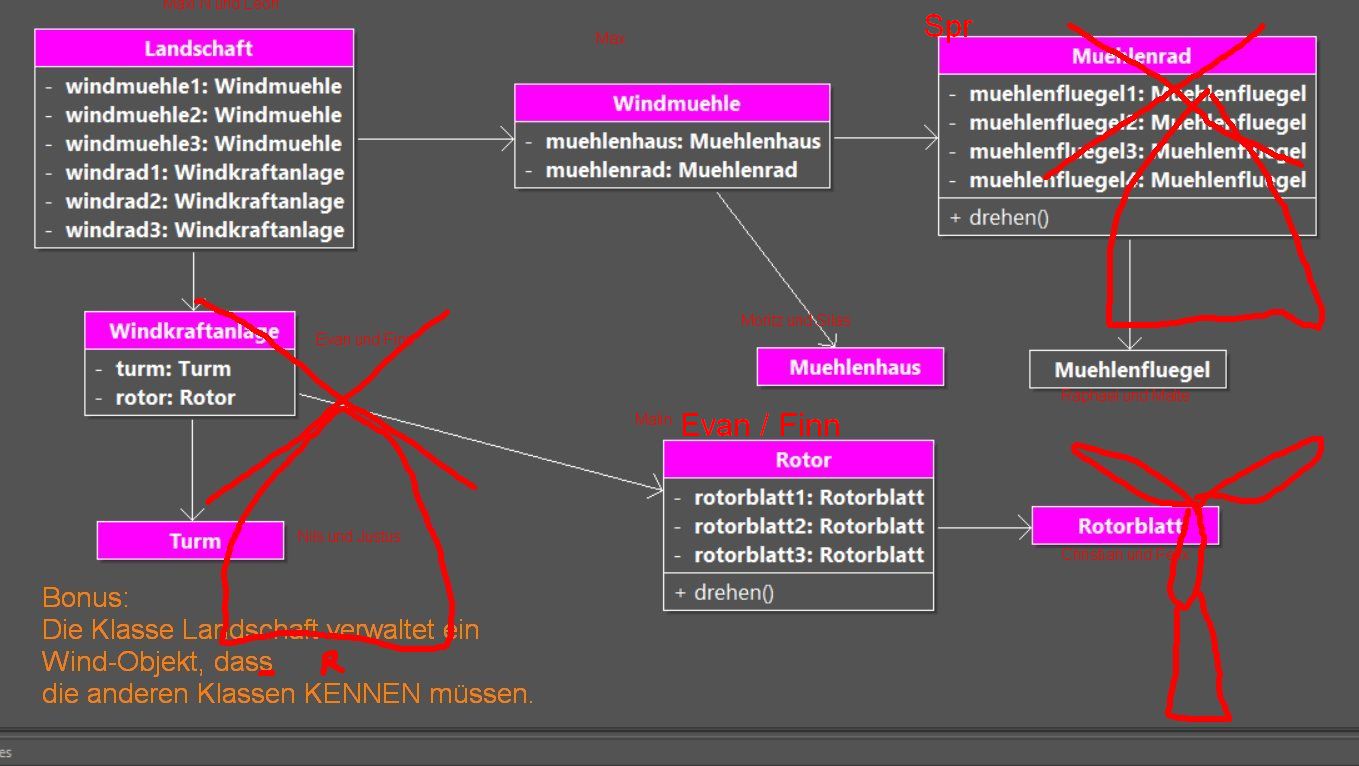 Maxi H und Leon
Landschaft
- windmuehle1: Windmuehle
- windmuehle2: Windmuehle
- windmuehle3: Windmuehle
- windrad1: Windkraftanlage
- windrad2: Windkraftanlage
- windrad3: Windkraftanlage
Max
Windmuehle
- muehlenhaus: Muehlenhaus
- muehlenrad: Muehlenrad
Spr
Muehlenrad
- muehlenfluegel1: Muehlenfluegel
- muehlenfluegel2: Muehlenfluegel
- muehlenfluegel3: Muehlenfluegel
- muehlenfluegel4: Muehlenfluegel
+ drehen()
Windkraftanlage
- turm: Turm
- rotor: Rotor
Evan und Finn
Moritz und Silas
Muehlenhaus
Muehlenfluegel
Raphael und Malte
Malin
Evan / Finn
Rotor
- rotorblatt1: Rotorblatt
- rotorblatt2: Rotorblatt
- rotorblatt3: Rotorblatt
+ drehen()
Rotorblatt
Christian und
Turm
Nils und Justus
Bonus:
Die Klasse Landschaft verwaltet ein
Wind-Objekt, dass R
die anderen Klassen KENNEN müssen.
es